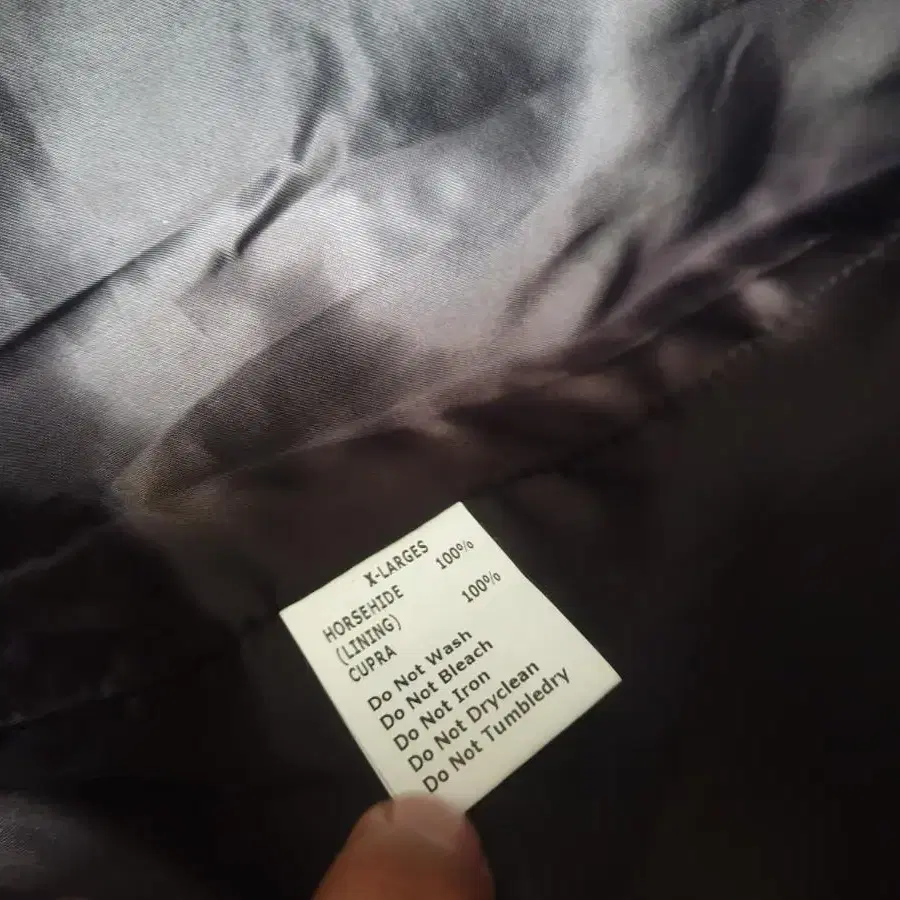 X-LARGES
HORSEHIDE 100%
(LINING)
CUPRA 100%
Do Not Wash
Do Not Bleach
Do Not Iron
Do Not Dryclean
Do Not Tumbledry